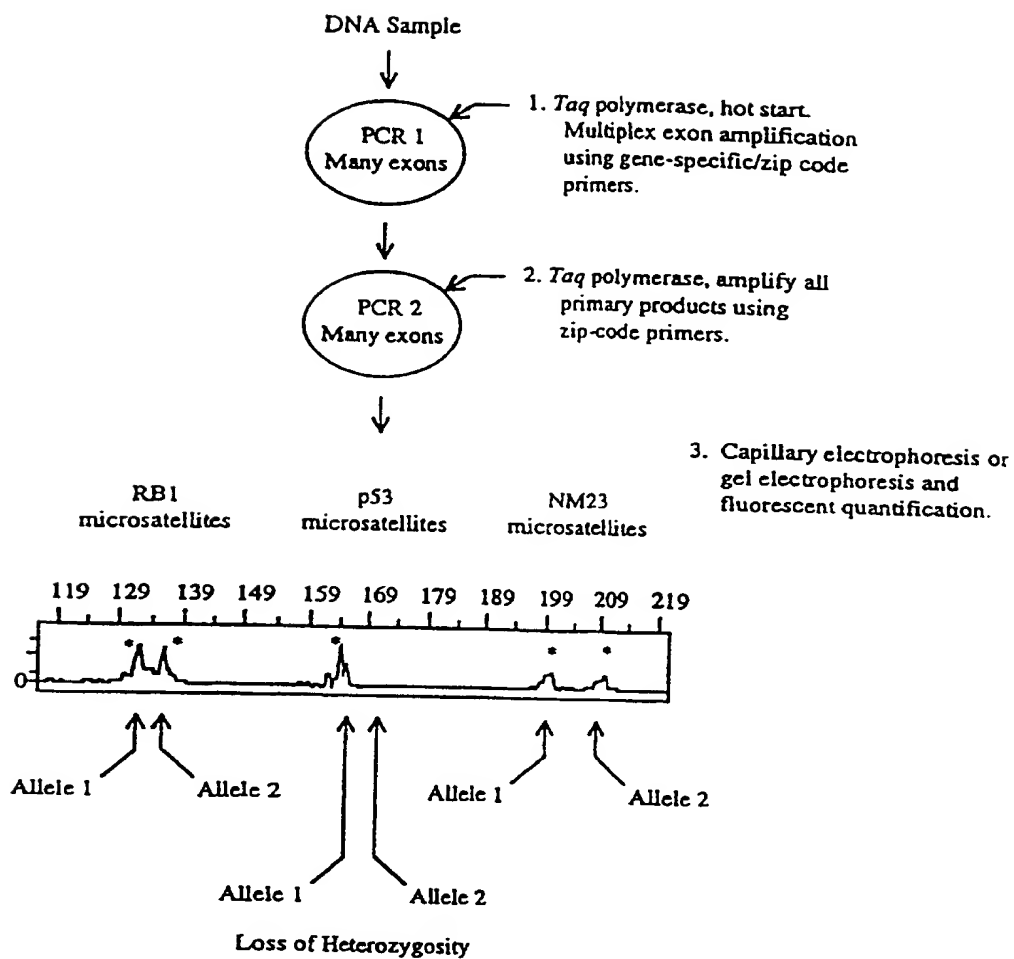 DNA Sample
PCR 1
Many exons
1. Taq polymerase, hot start.
Multiplex exon amplification
using gene-specific/zip code
primers.
PCR 2
Many exons
2. Taq polymerase, amplify all
primary products using
zip-code primers.
3. Capillary electrophoresis or
gel electrophoresis and
fluorescent quantification.
RB1
microsatellites
p53
microsatellites
NM23
microsatellites
119 129 139 149 159 169 179 189 199 209 219
* * * * *
0
Allele 1
Allele 2
Allele 1
Allele 2
Allele 1
Allele 2
Loss of Heterozygosity